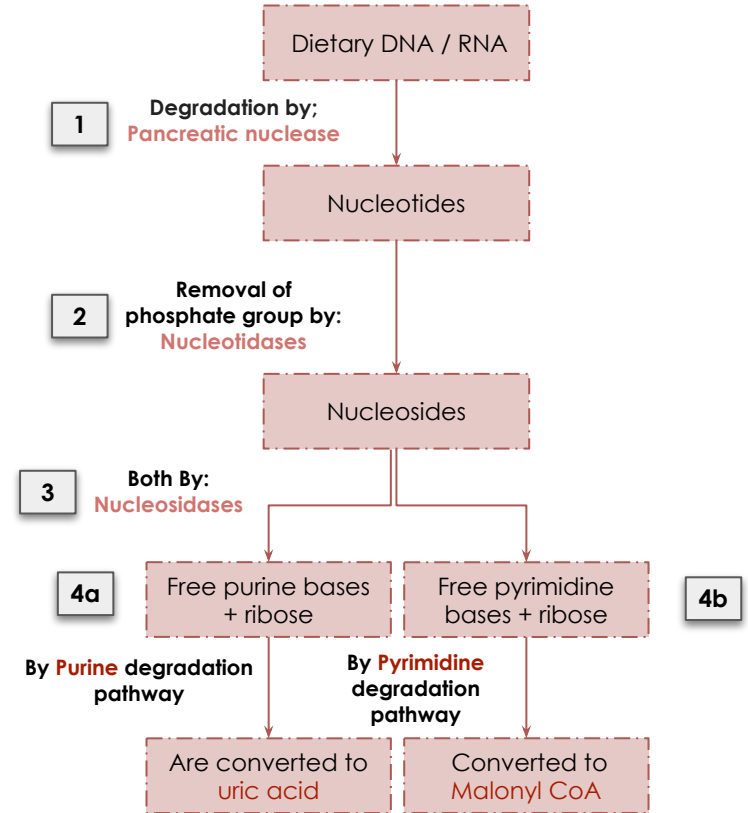 Dietary DNA / RNA
1
Degradation by;
Pancreatic nuclease
Nucleotides
2
Removal of
phosphate group by:
Nucleotidases
Nucleosides
3
Both By:
Nucleosidases
4a
Free purine bases
+ ribose
Free pyrimidine
bases + ribose
4b
By Purine degradation
pathway
By Pyrimidine
degradation
pathway
Are converted to
uric acid
Converted to
Malonyl CoA